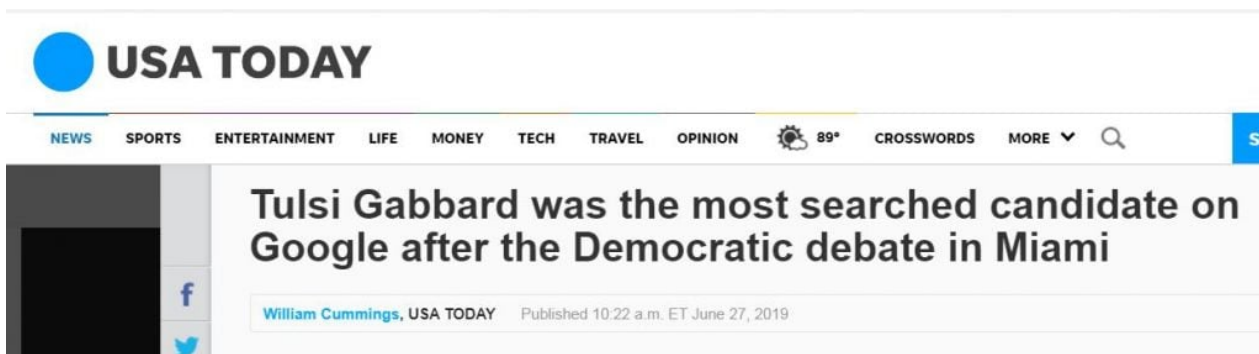 USA TODAY
NEWS SPORTS ENTERTAINMENT LIFE MONEY TECH TRAVEL OPINION 89° CROSSWORDS MORE S
Tulsi Gabbard was the most searched candidate on
Google after the Democratic debate in Miami
f
William Cummings, USA TODAY Published 10:22 a.m. ET June 27, 2019